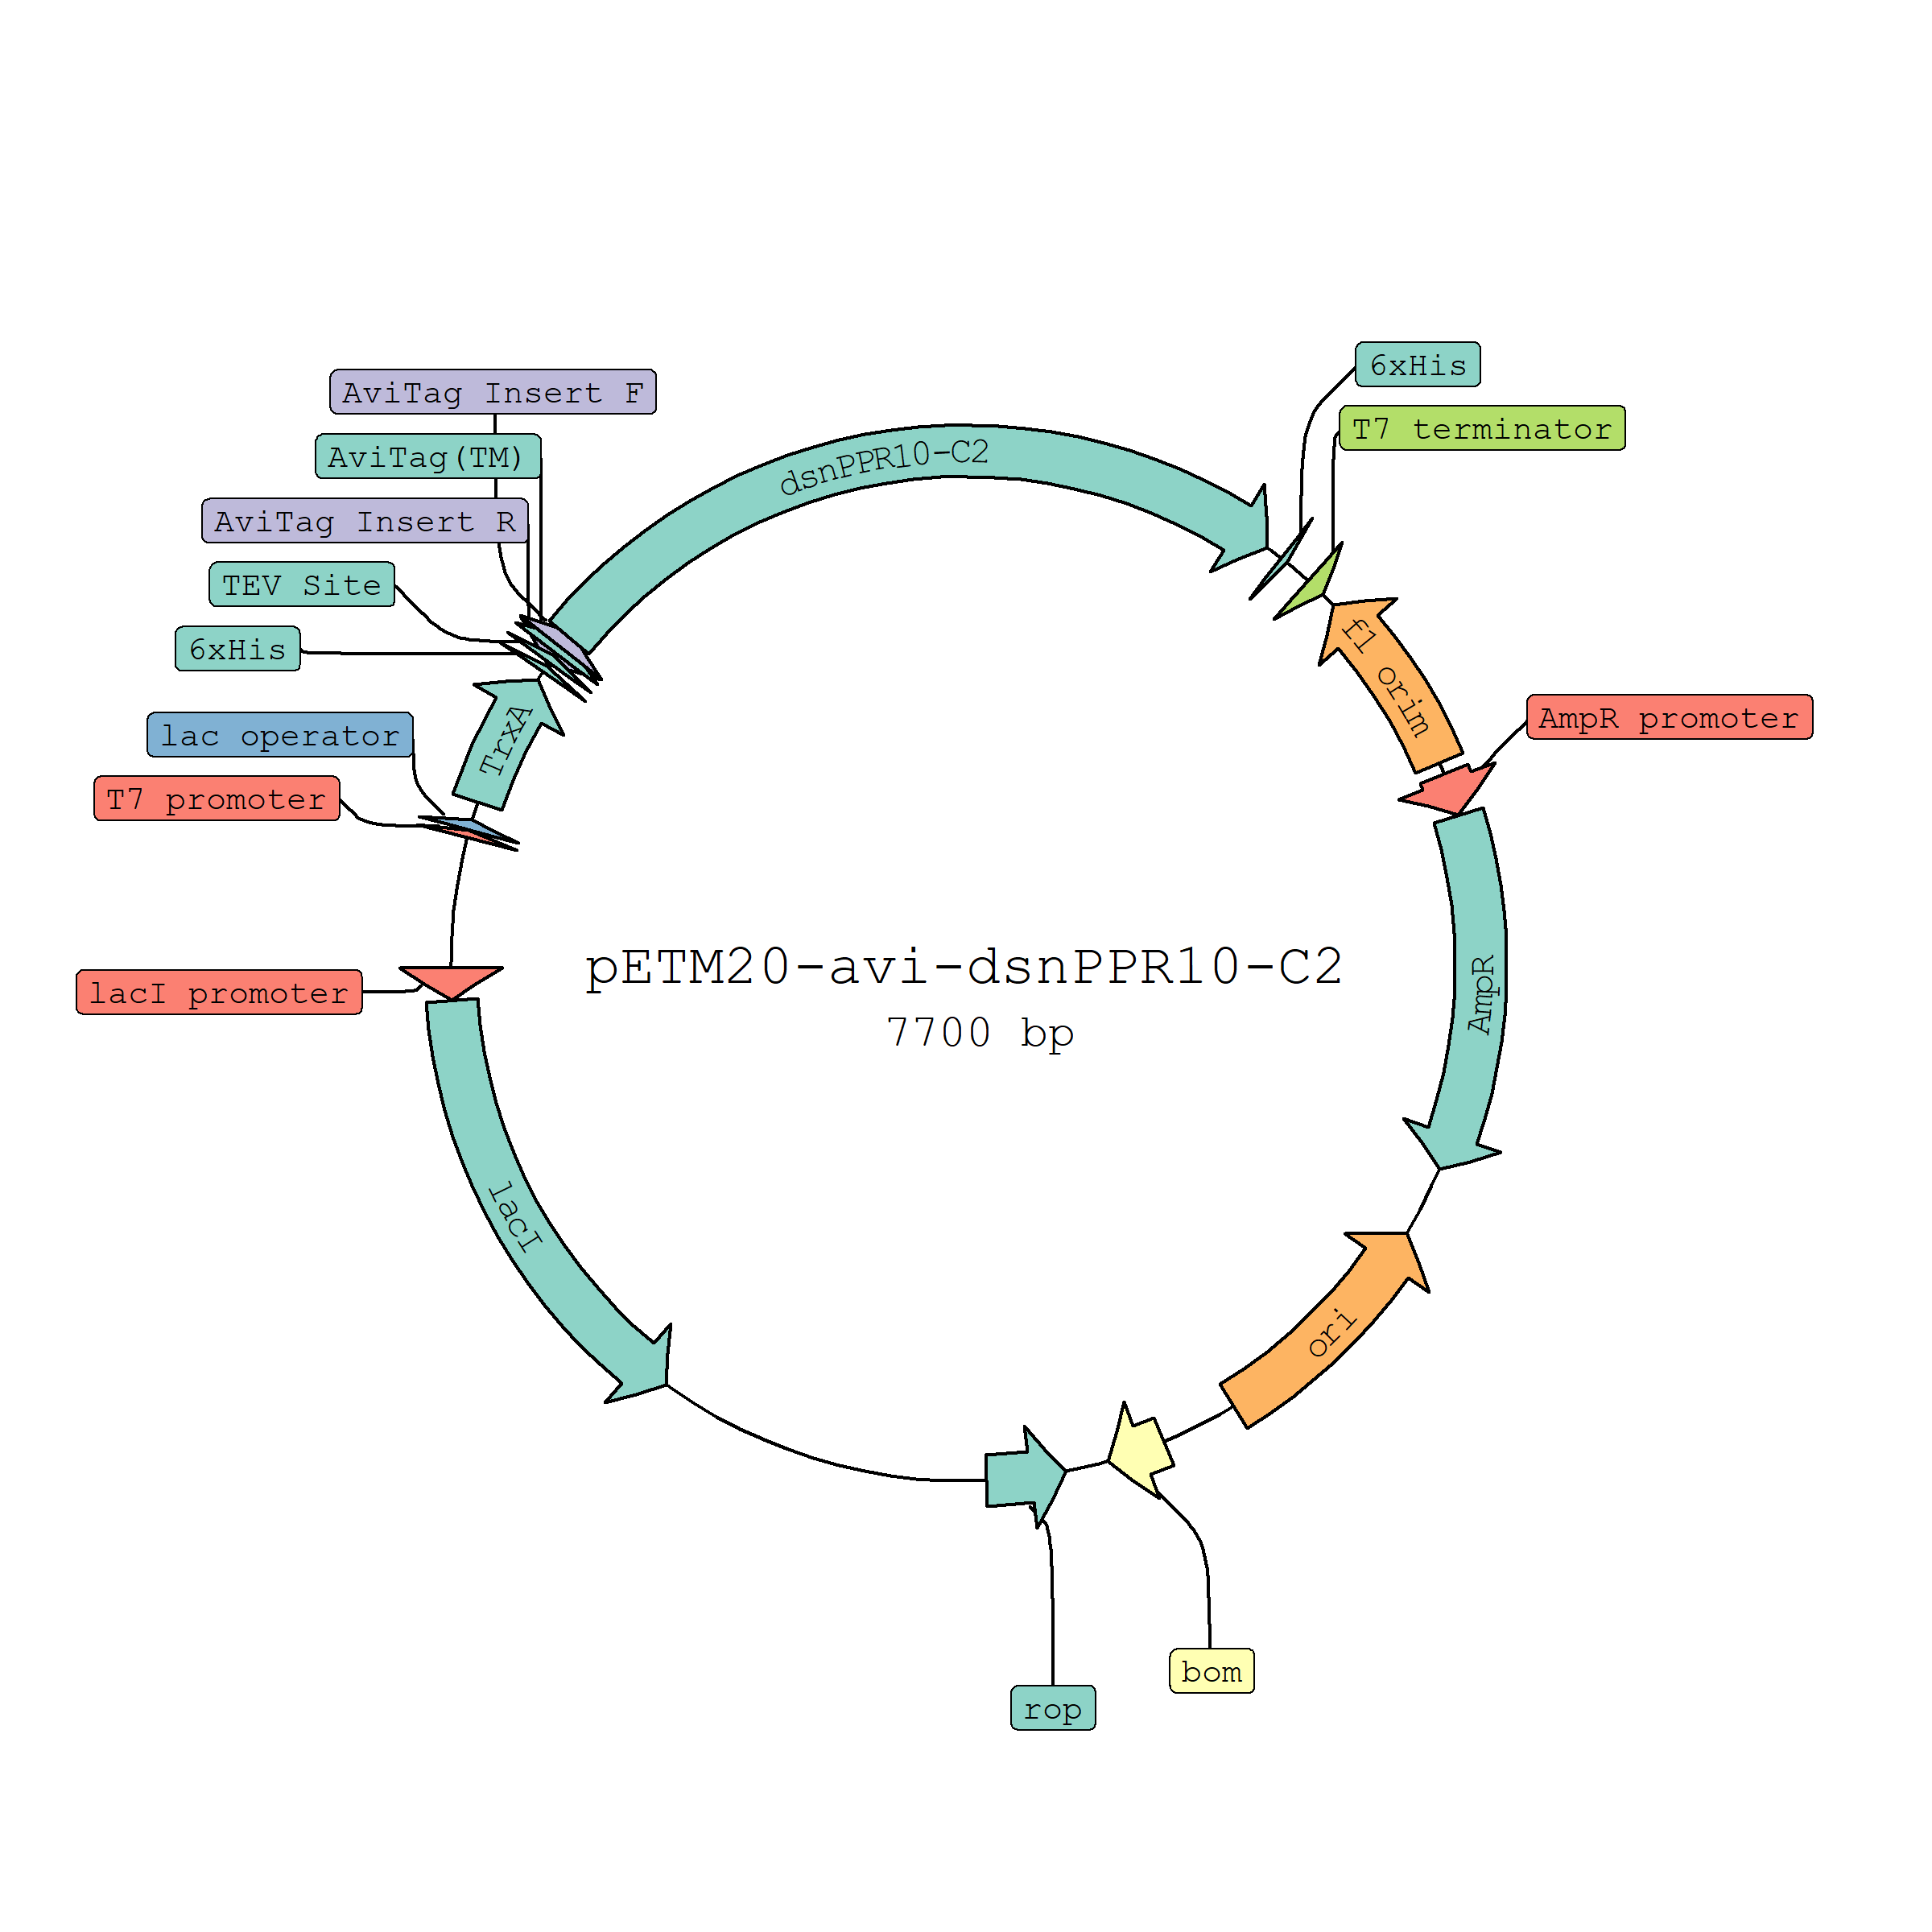 6xHis
AviTag Insert F
T7 terminator
AviTag(TM)
dsnPPR10-C2
AviTag Insert R
TEV Site
6xHis
f1 orim
AmpR promoter
lac operator
TrxA
T7 promoter
pETM20-avi-dsnPPR10-C2
lacI promoter
AmpR
7700 bp
lacI
ori
bom
rop